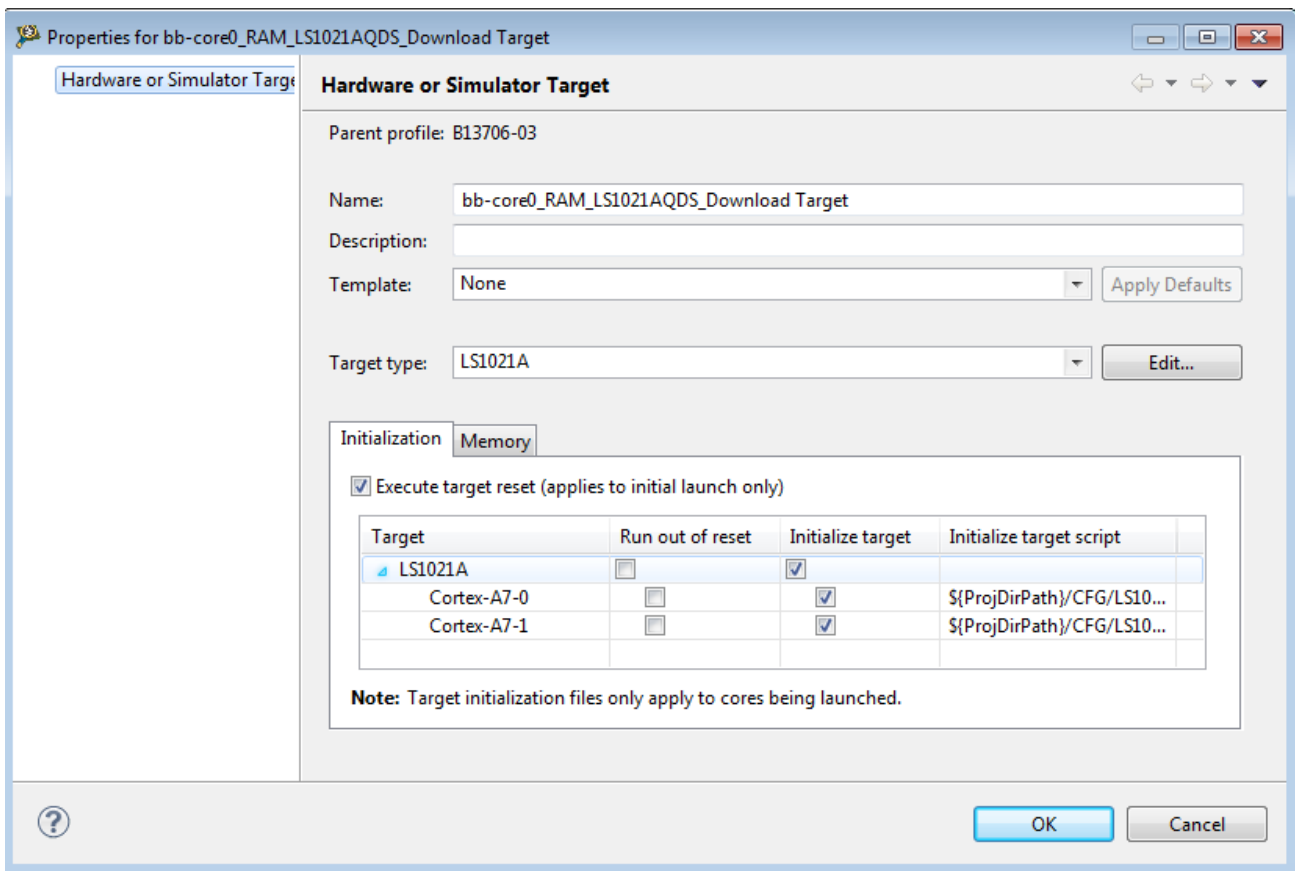 Properties for bb-core0_RAM_LS1021AQDS_Download Target
Hardware or Simulator Targe
Hardware or Simulator Target
Parent profile: B13706-03
Name: bb-core0_RAM_LS1021AQDS_Download Target
Description:
Template: None Apply Defaults
Target type: LS1021A Edit...
Initialization Memory
Execute target reset (applies to initial launch only)
Target Run out of reset Initialize target Initialize target script
LS1021A
Cortex-A7-0 ${ProjDirPath}/CFG/LS10...
Cortex-A7-1 ${ProjDirPath}/CFG/LS10...
Note: Target initialization files only apply to cores being launched.
? OK Cancel